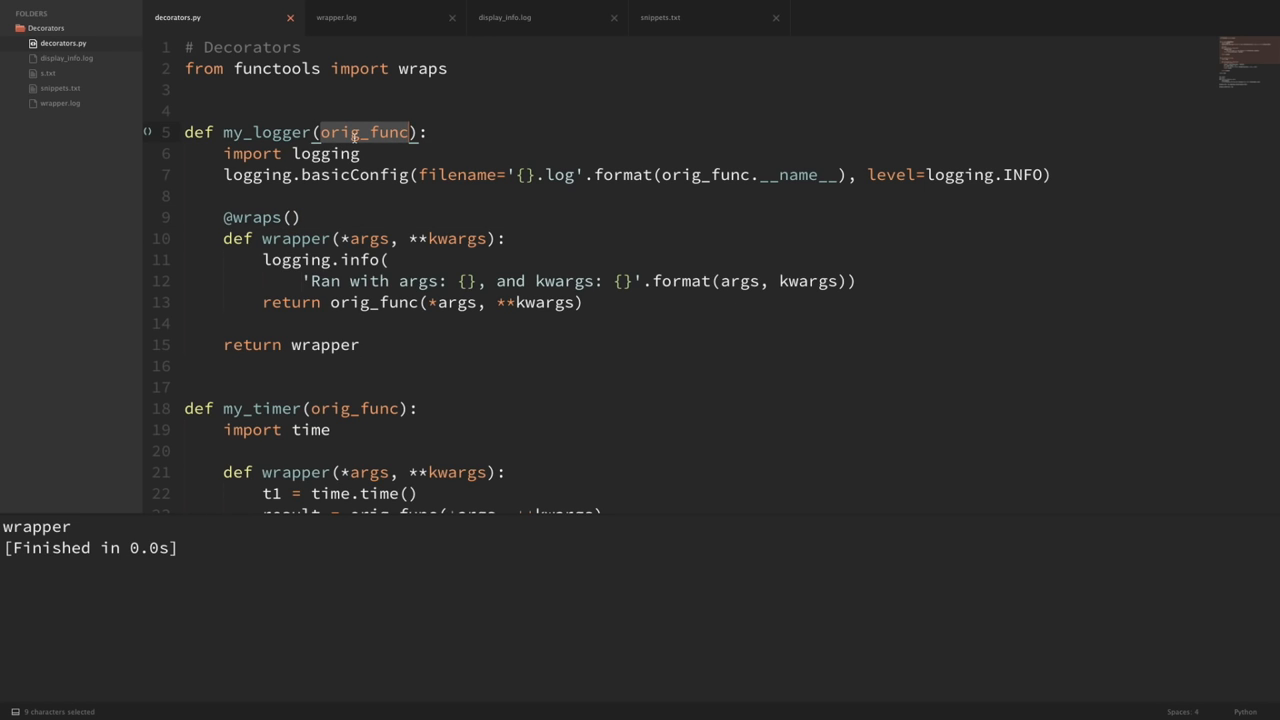 FOLDERS
Decorators
decorators.py
display_info.log
s.txt
snippets.txt
wrapper.log
decorators.py
wrapper.log
display_info.log
snippets.txt
1 # Decorators
2 from functools import wraps
3
4
5 def my_logger(orig_func):
6 import logging
7 logging.basicConfig(filename='{}.log'.format(orig_func.__name__), level=logging.INFO)
8
9 @wraps()
10 def wrapper(*args, **kwargs):
11 logging.info(
12 'Ran with args: {}, and kwargs: {}'.format(args, kwargs))
13 return orig_func(*args, **kwargs)
14
15 return wrapper
16
17
18 def my_timer(orig_func):
19 import time
20
21 def wrapper(*args, **kwargs):
22 t1 = time.time()
23 result = orig_func(*args, **kwargs)
wrapper
[Finished in 0.0s]
9 characters selected
Spaces: 4
Python